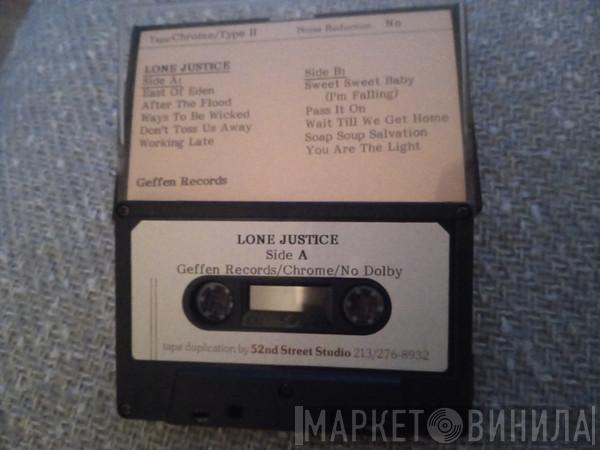 Tape: Chrome/Type II Noise Reduction: No
LONE JUSTICE
Side A:
East Of Eden
After The Flood
Ways To Be Wicked
Don't Toss Us Away
Working Late
Geffen Records
Side B:
Sweet Sweet Baby
(I'm Falling)
Pass It On
Wait Till We Get Home
Soap Soup Salvation
You Are The Light
LONE JUSTICE
Side A
Geffen Records/Chrome/No Dolby
tape duplication by 52nd Street Studio 213/276-8932
МАРКЕТ ВИНИЛА